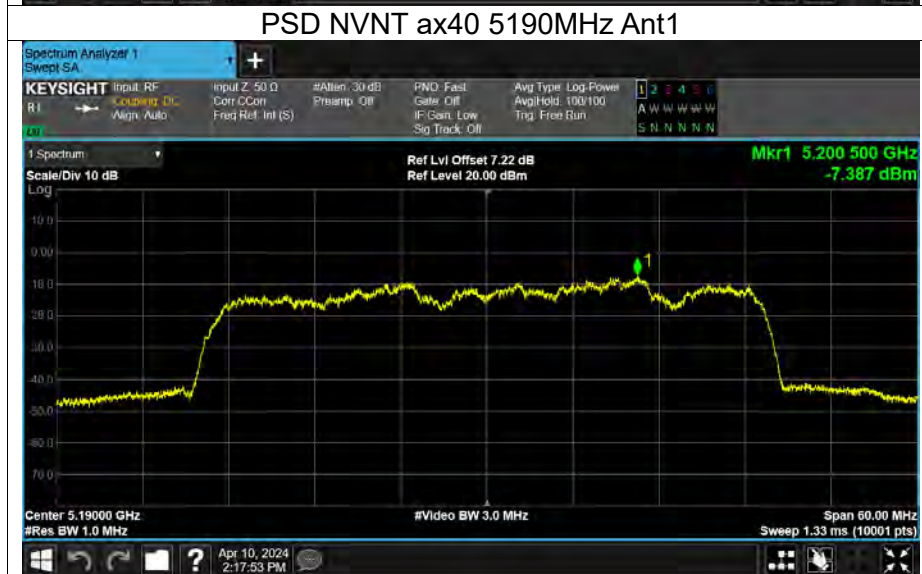 PSD NVNT ax40 5190MHz Ant1
Spectrum Analyzer 1
Swept SA
+
KEYSIGHT Input: RF Input Z: 50 Ω #Atten: 30 dB PNO: Fast Avg Type: Log-Power 1 2 3 4 5 6
R L Coupling: DC Corr CCorr Preamp: Off Gate: Off Avg|Hold: 100/100 A W W W W W
Align: Auto Freq Ref: Int (S) IF Gain: Low Trig: Free Run
Sig Track: Off S N N N N N
1 Spectrum Ref Lvl Offset 7.22 dB Mkr1 5.200 500 GHz
Scale/Div 10 dB Ref Level 20.00 dBm -7.387 dBm
Log
10.0
0.00
1
-10.0
-20.0
-30.0
-40.0
-50.0
-60.0
-70.0
Center 5.19000 GHz #Video BW 3.0 MHz Span 60.00 MHz
#Res BW 1.0 MHz Sweep 1.33 ms (10001 pts)
? Apr 10, 2024
2:17:53 PM